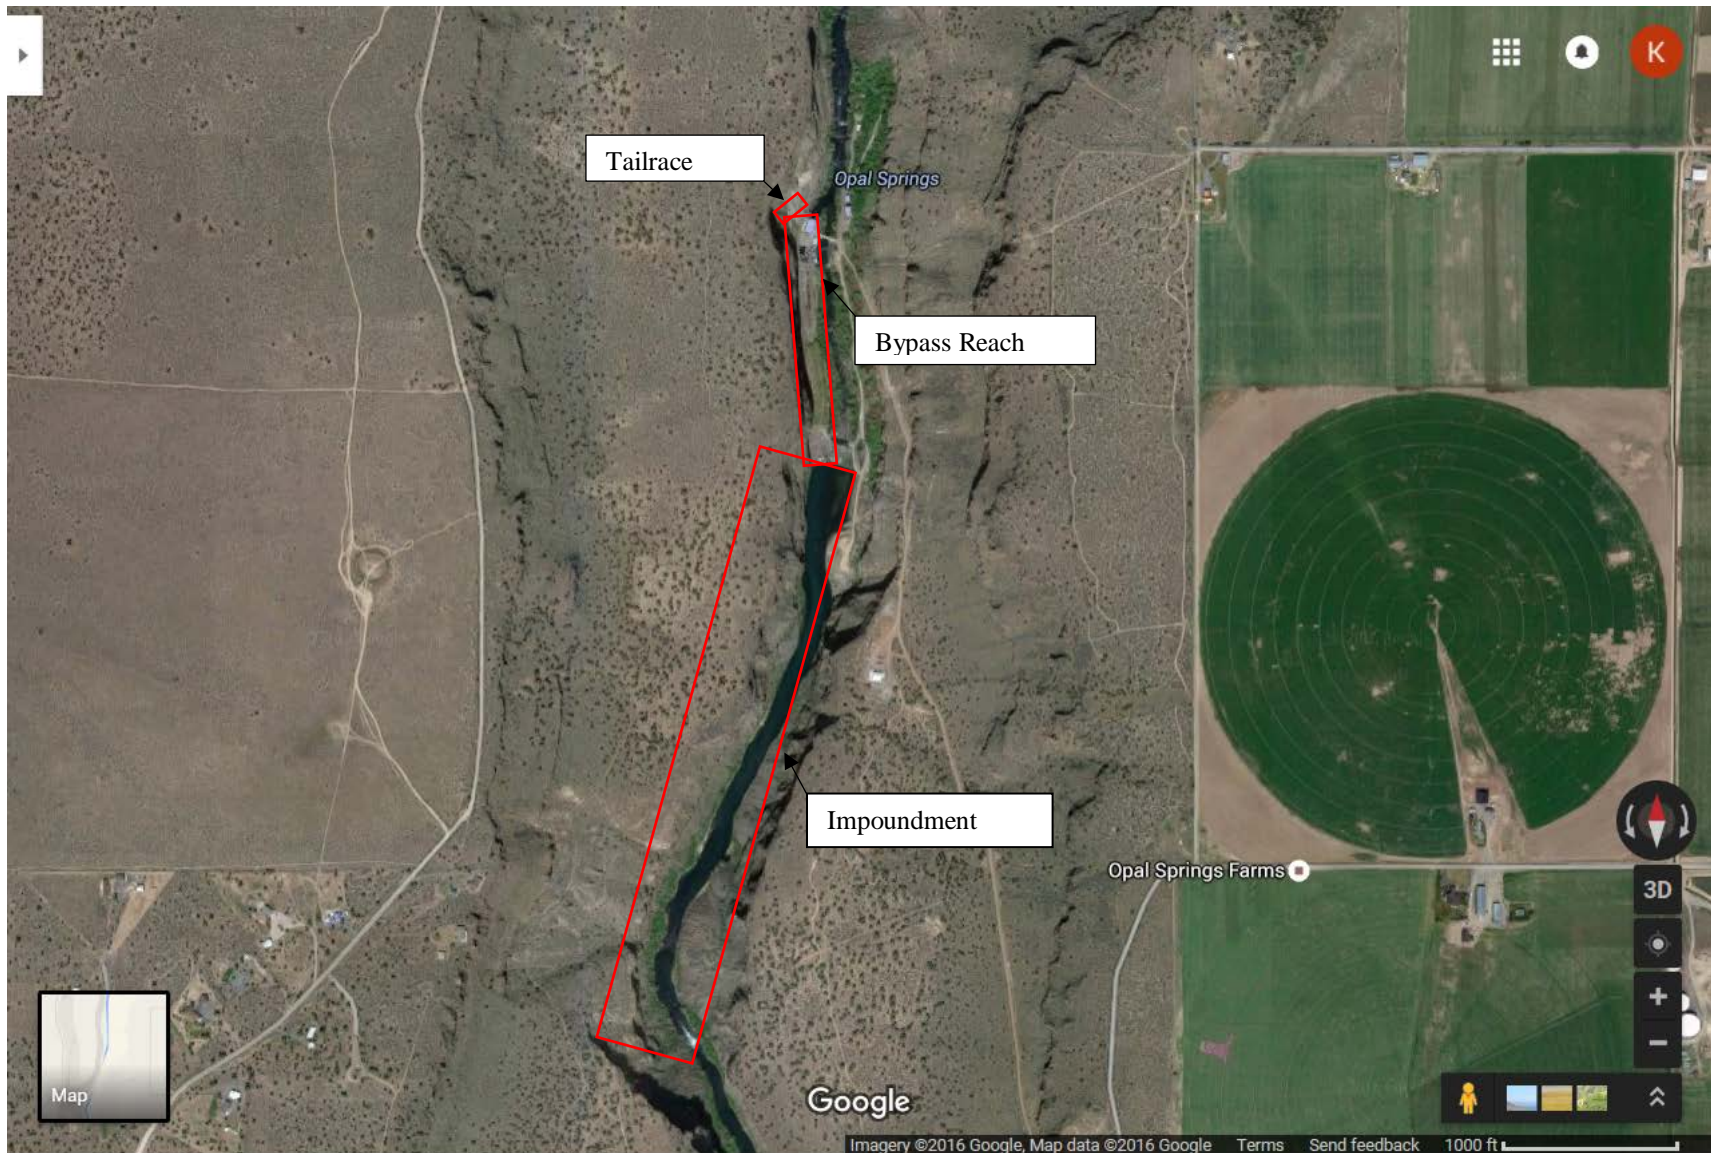 K
Tailrace
Opal Springs
Bypass Reach
Impoundment
Opal Springs Farms
3D
Map
Google
Imagery ©2016 Google, Map data ©2016 Google Terms Send feedback 1000 ft